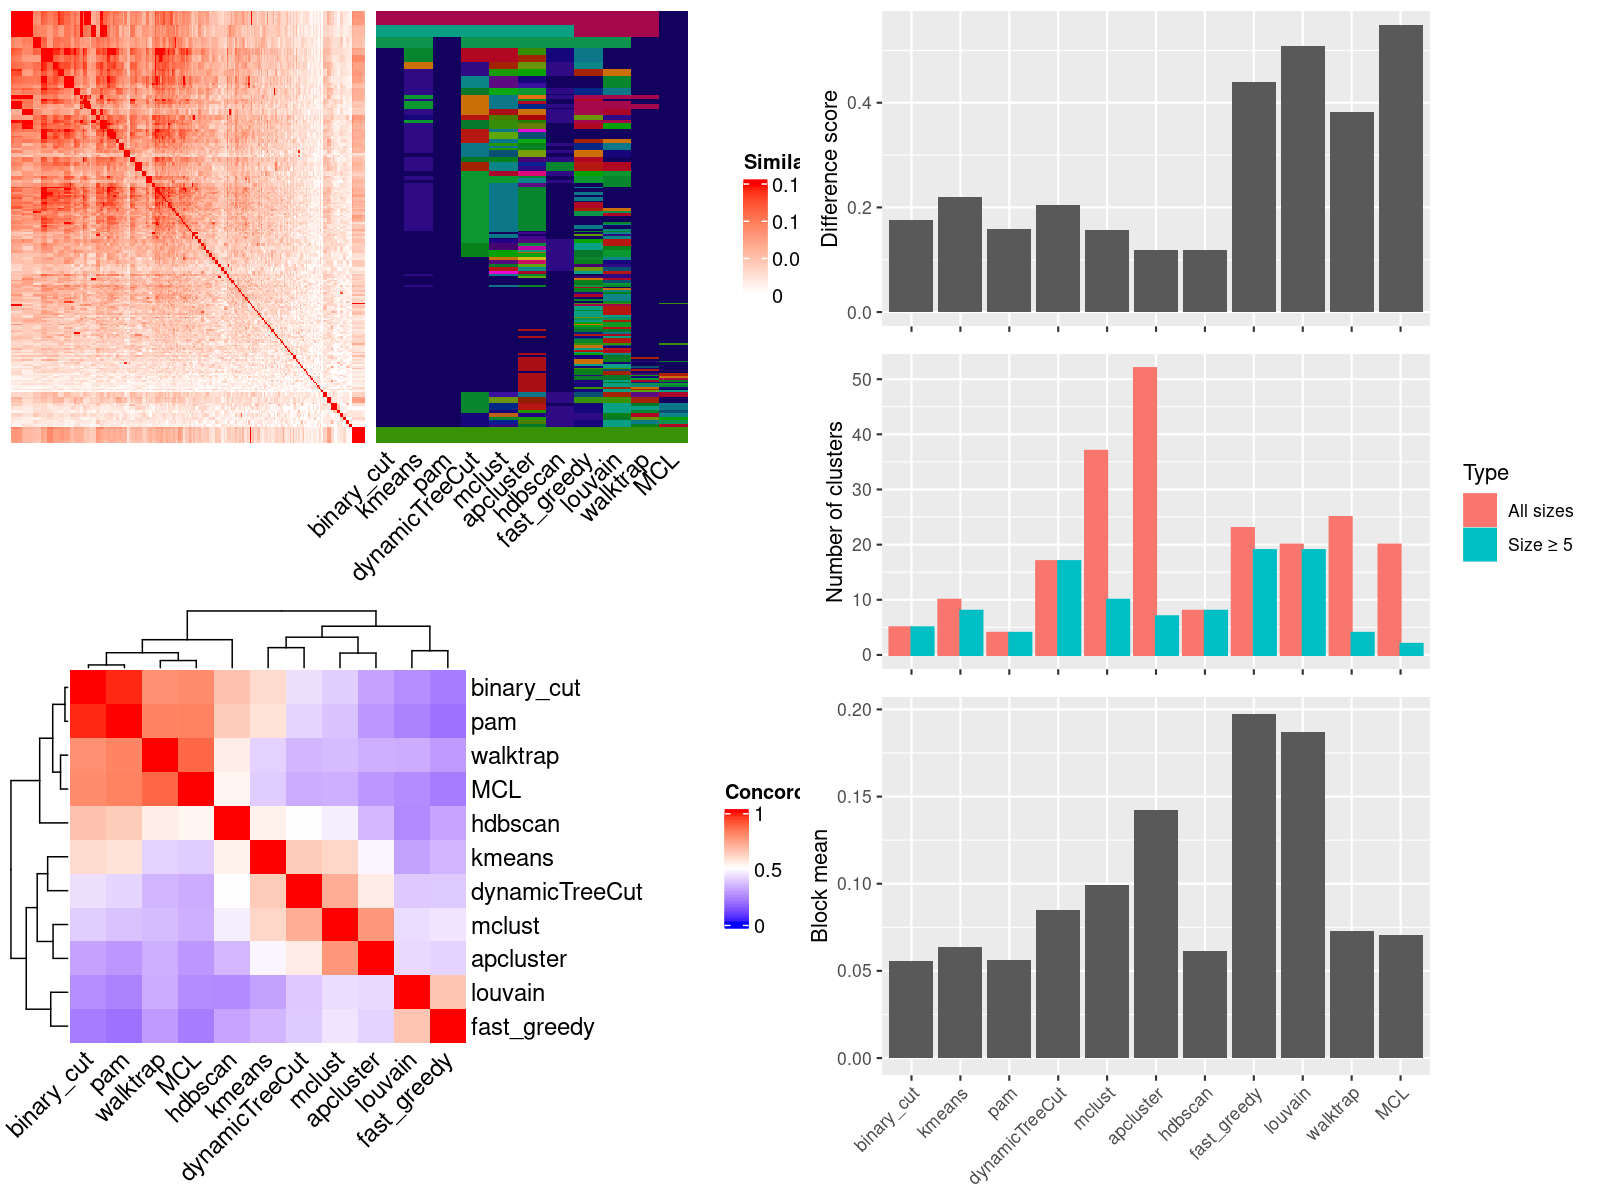 Simila
0.1
0.1
0.0
0
binary_cut
kmeans
pam
dynamicTreeCut
mclust
apcluster
hdbscan
fast_greedy
louvain
walktrap
MCL
binary_cut
pam
walktrap
MCL
hdbscan
kmeans
dynamicTreeCut
mclust
apcluster
louvain
fast_greedy
binary_cut
pam
walktrap
MCL
hdbscan
kmeans
dynamicTreeCut
mclust
apcluster
louvain
fast_greedy
Concord
1
0.5
0
Difference score
0.4
0.2
0.0
Number of clusters
50
40
30
20
10
0
Block mean
0.20
0.15
0.10
0.05
0.00
binary_cut
kmeans
pam
dynamicTreeCut
mclust
apcluster
hdbscan
fast_greedy
louvain
walktrap
MCL
Type
All sizes
Size ≥ 5